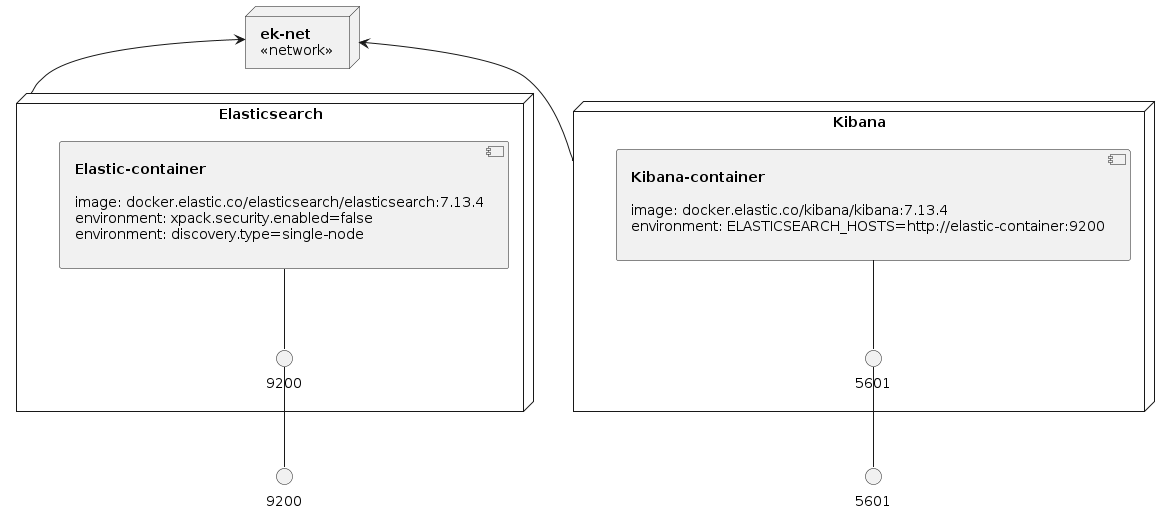 ek-net
«network»
Elasticsearch
Elastic-container
image: docker.elastic.co/elasticsearch/elasticsearch:7.13.4
environment: xpack.security.enabled=false
environment: discovery.type=single-node
9200
9200
Kibana
Kibana-container
image: docker.elastic.co/kibana/kibana:7.13.4
environment: ELASTICSEARCH_HOSTS=http://elastic-container:9200
5601
5601